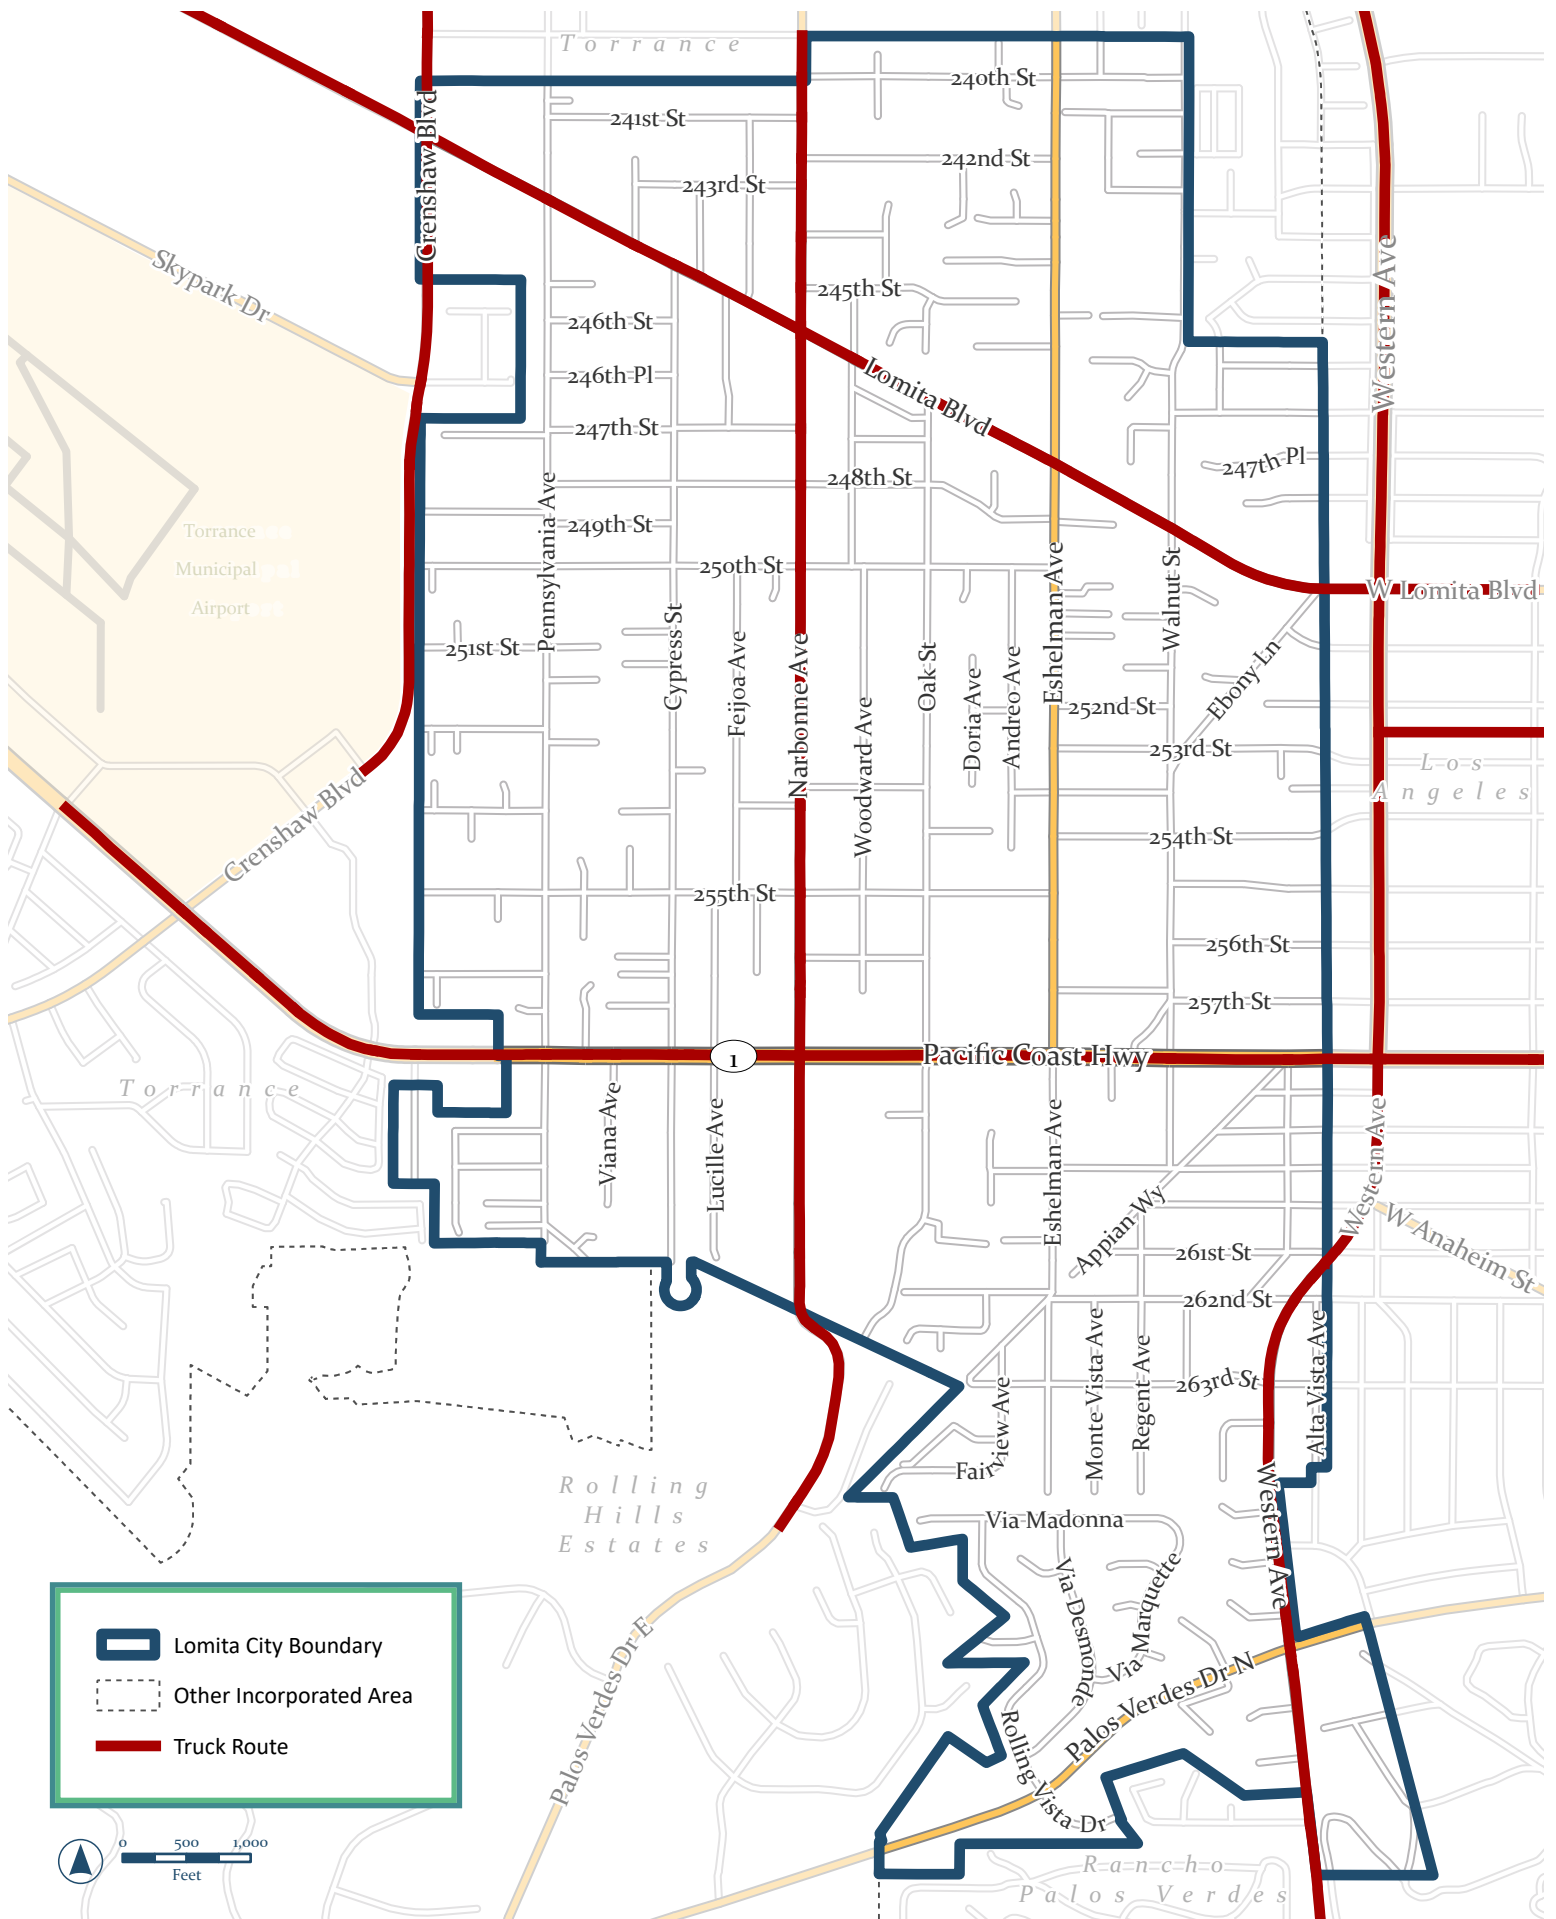 Torrance
240th St
Crenshaw Blvd
241st St
242nd St
243rd St
Skypark Dr
Western Ave
245th St
246th St
246th Pl
Lomita Blvd
247th St
247th Pl
248th St
Pennsylvania Ave
249th St
Torrance
Municipal
Airport
250th St
Eshelman Ave
Walnut St
W Lomita Blvd
251st St
Cypress St
Feijoa Ave
Narbonne Ave
Woodward Ave
Oak St
Doria Ave
Andreo Ave
Ebony Ln
252nd St
253rd St
Los
Angeles
Crenshaw Blvd
254th St
255th St
256th St
257th St
1
Pacific Coast Hwy
Torrance
Viana Ave
Lucille Ave
Eshelman Ave
Appian Wy
Western Ave
W Anaheim St
261st St
262nd St
Monte Vista Ave
Regent Ave
Alta Vista Ave
263rd St
Fairview Ave
Rolling
Hills
Estates
Via Madonna
Western Ave
Via Desmonde
Via Marquette
Palos Verdes Dr E
Palos Verdes Dr N
Rolling Vista Dr
Lomita City Boundary
Other Incorporated Area
Truck Route
0 500 1,000
Feet
Rancho
Palos Verdes